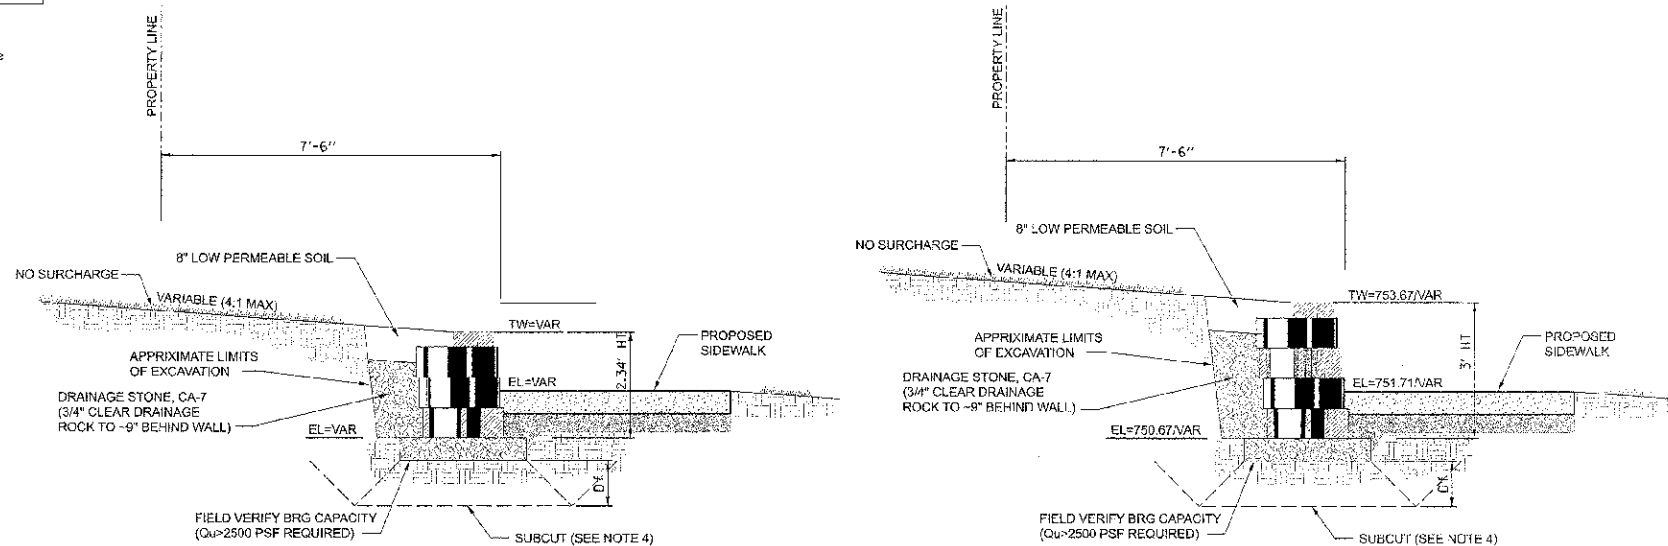 PROPERTY LINE
7'-6"
8" LOW PERMEABLE SOIL
NO SURCHARGE
VARIABLE (4:1 MAX)
TW=VAR
2.34' HT
PROPOSED
SIDEWALK
APPRIXIMATE LIMITS
OF EXCAVATION
EL=VAR
DRAINAGE STONE, CA-7
(3/4" CLEAR DRAINAGE
ROCK TO ~9" BEHIND WALL)
EL=VAR
FIELD VERIFY BRG CAPACITY
(Qu>2500 PSF REQUIRED)
SUBCUT (SEE NOTE 4)
PROPERTY LINE
7'-6"
8" LOW PERMEABLE SOIL
NO SURCHARGE
VARIABLE (4:1 MAX)
TW=753.67/VAR
3' HT
PROPOSED
SIDEWALK
APPRIXIMATE LIMITS
OF EXCAVATION
EL=751.71/VAR
DRAINAGE STONE, CA-7
(3/4" CLEAR DRAINAGE
ROCK TO ~9" BEHIND WALL)
EL=750.67/VAR
FIELD VERIFY BRG CAPACITY
(Qu>2500 PSF REQUIRED)
SUBCUT (SEE NOTE 4)